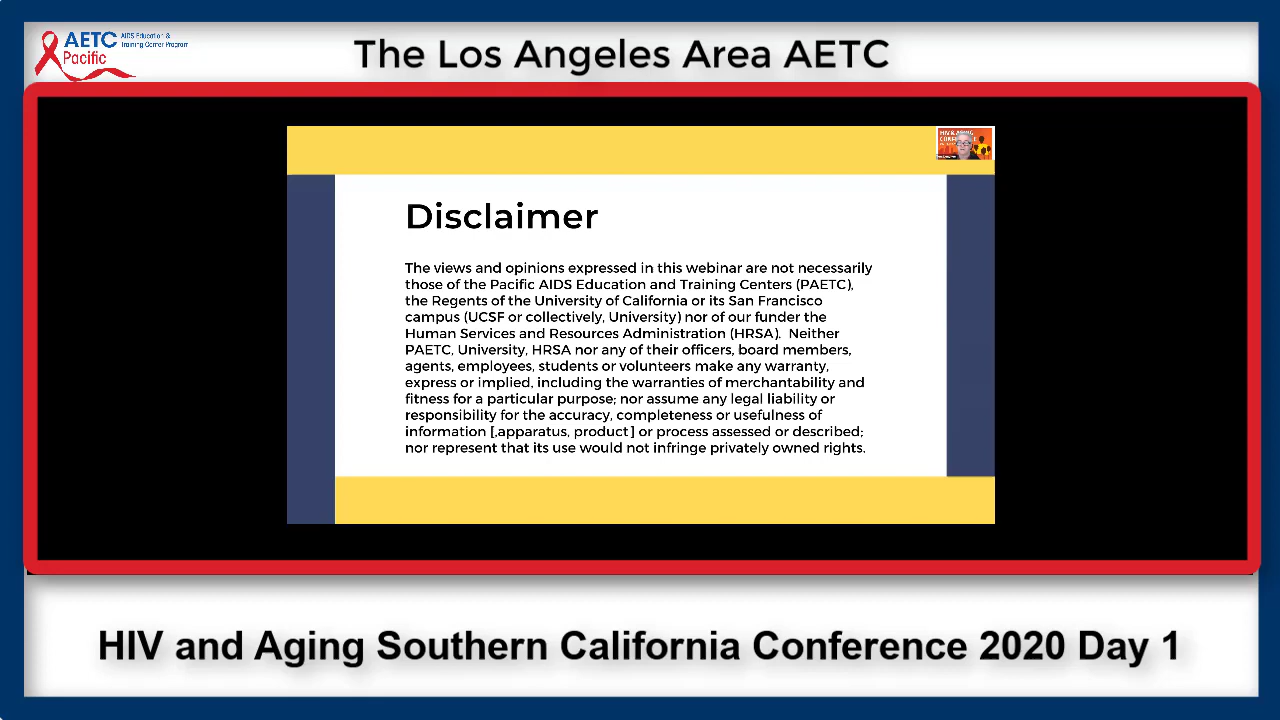 AETC
AIDS Education &
Training Center Program
Pacific
The Los Angeles Area AETC
HIV & AGING
Disclaimer
The views and opinions expressed in this webinar are not necessarily
those of the Pacific AIDS Education and Training Centers (PAETC),
the Regents of the University of California or its San Francisco
campus (UCSF or collectively, University) nor of our funder the
Human Services and Resources Administration (HRSA).  Neither
PAETC, University, HRSA nor any of their officers, board members,
agents, employees, students or volunteers make any warranty,
express or implied, including the warranties of merchantability and
fitness for a particular purpose; nor assume any legal liability or
responsibility for the accuracy, completeness or usefulness of
information [,apparatus, product] or process assessed or described;
nor represent that its use would not infringe privately owned rights.
HIV and Aging Southern California Conference 2020 Day 1